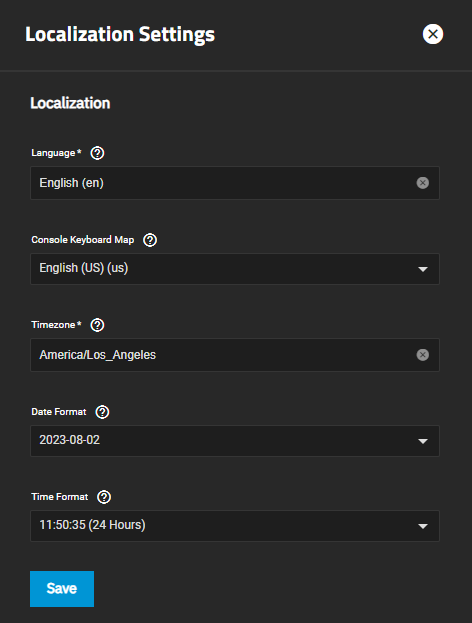 Localization Settings
Localization
Language *
English (en)
Console Keyboard Map
English (US) (us)
Timezone *
America/Los_Angeles
Date Format
2023-08-02
Time Format
11:50:35 (24 Hours)
Save